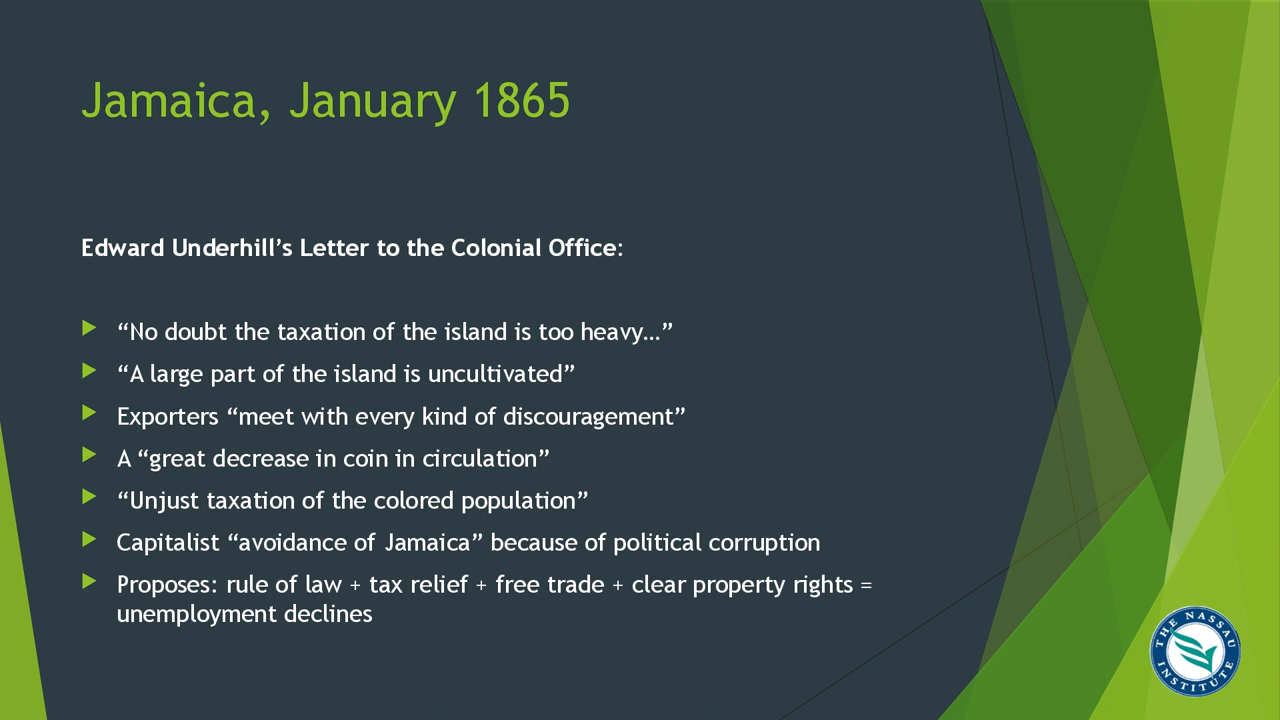 Jamaica, January 1865
Edward Underhill’s Letter to the Colonial Office:
“No doubt the taxation of the island is too heavy…”
“A large part of the island is uncultivated”
Exporters “meet with every kind of discouragement”
A “great decrease in coin in circulation”
“Unjust taxation of the colored population”
Capitalist “avoidance of Jamaica” because of political corruption
Proposes: rule of law + tax relief + free trade + clear property rights =
unemployment declines
THE NASSAU
INSTITUTE